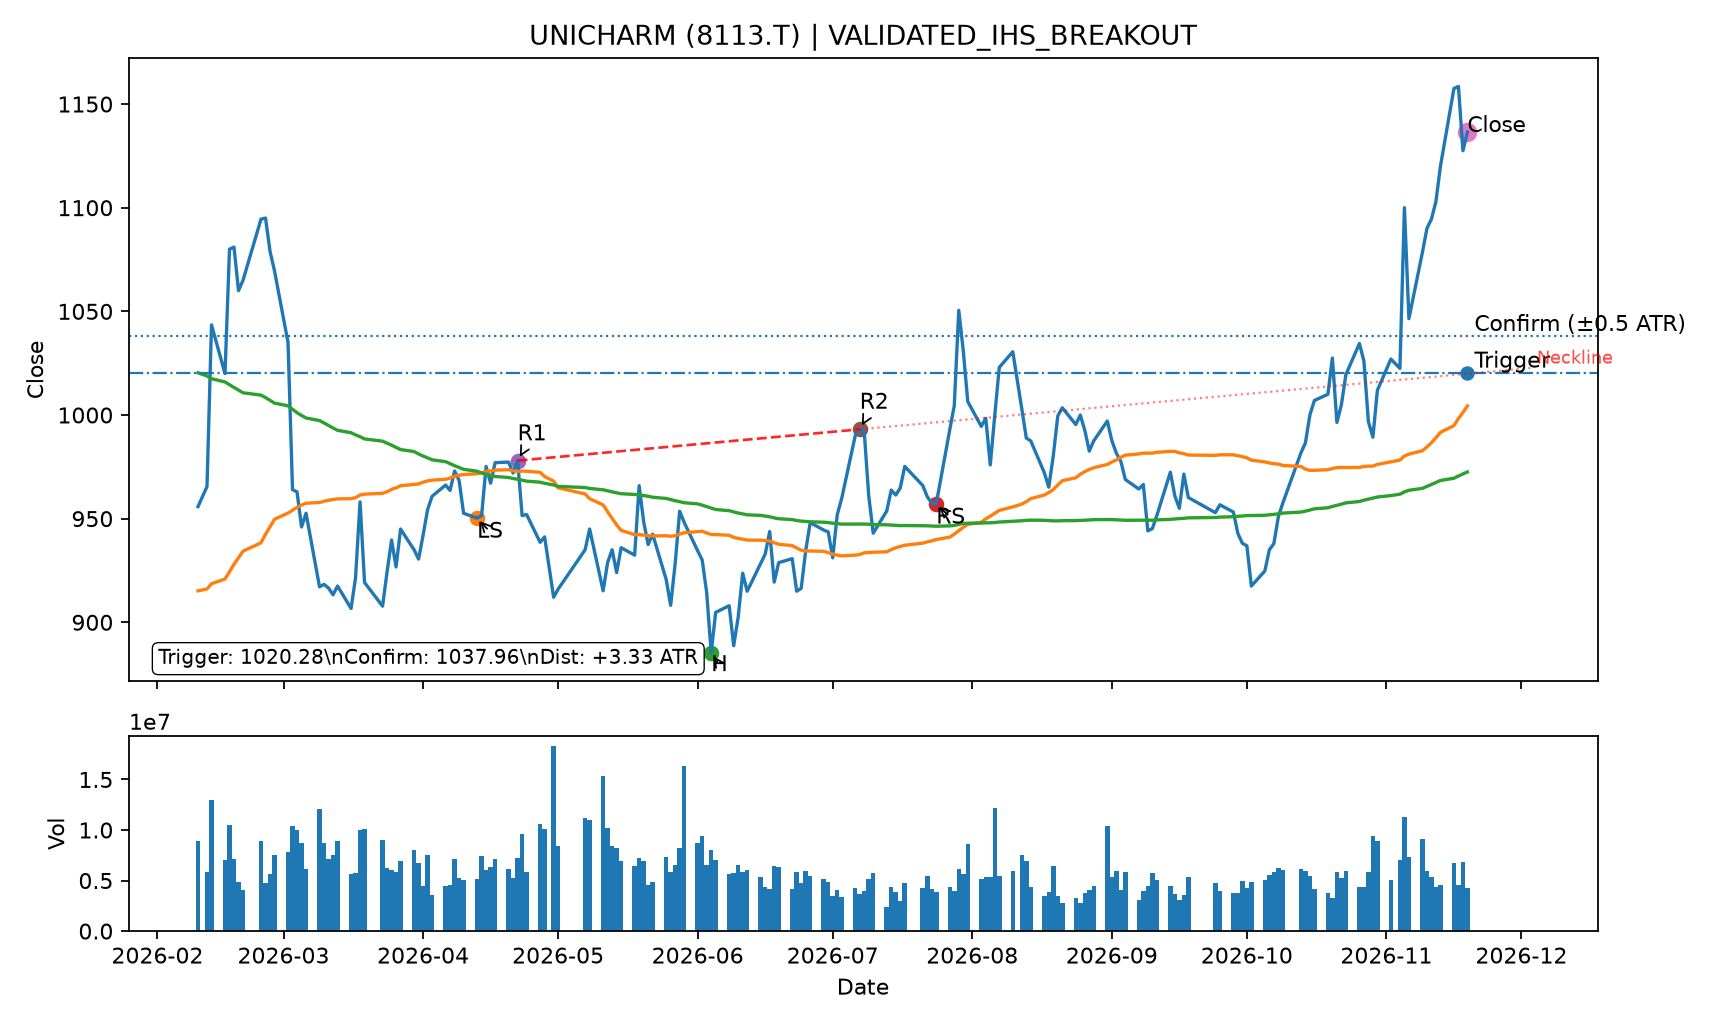 UNICHARM (8113.T) | VALIDATED_IHS_BREAKOUT
Close
1150
1100
1050
1000
950
900
Close
Confirm (±0.5 ATR)
Trigger
Neckline
R2
R1
LS
RS
H
Trigger: 1020.28\nConfirm: 1037.96\nDist: +3.33 ATR
1e7
Vol
1.5
1.0
0.5
0.0
2026-02 2026-03 2026-04 2026-05 2026-06 2026-07 2026-08 2026-09 2026-10 2026-11 2026-12
Date